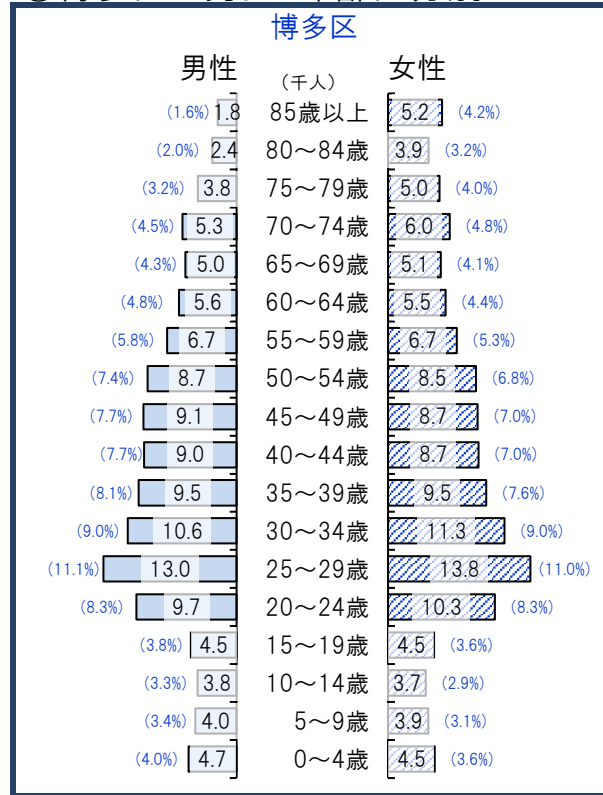 博多区
男性 (千人) 女性
(1.6%) 1.8 85歳以上 5.2 (4.2%)
(2.0%) 2.4 80～84歳 3.9 (3.2%)
(3.2%) 3.8 75～79歳 5.0 (4.0%)
(4.5%) 5.3 70～74歳 6.0 (4.8%)
(4.3%) 5.0 65～69歳 5.1 (4.1%)
(4.8%) 5.6 60～64歳 5.5 (4.4%)
(5.8%) 6.7 55～59歳 6.7 (5.3%)
(7.4%) 8.7 50～54歳 8.5 (6.8%)
(7.7%) 9.1 45～49歳 8.7 (7.0%)
(7.7%) 9.0 40～44歳 8.7 (7.0%)
(8.1%) 9.5 35～39歳 9.5 (7.6%)
(9.0%) 10.6 30～34歳 11.3 (9.0%)
(11.1%) 13.0 25～29歳 13.8 (11.0%)
(8.3%) 9.7 20～24歳 10.3 (8.3%)
(3.8%) 4.5 15～19歳 4.5 (3.6%)
(3.3%) 3.8 10～14歳 3.7 (2.9%)
(3.4%) 4.0 5～9歳 3.9 (3.1%)
(4.0%) 4.7 0～4歳 4.5 (3.6%)